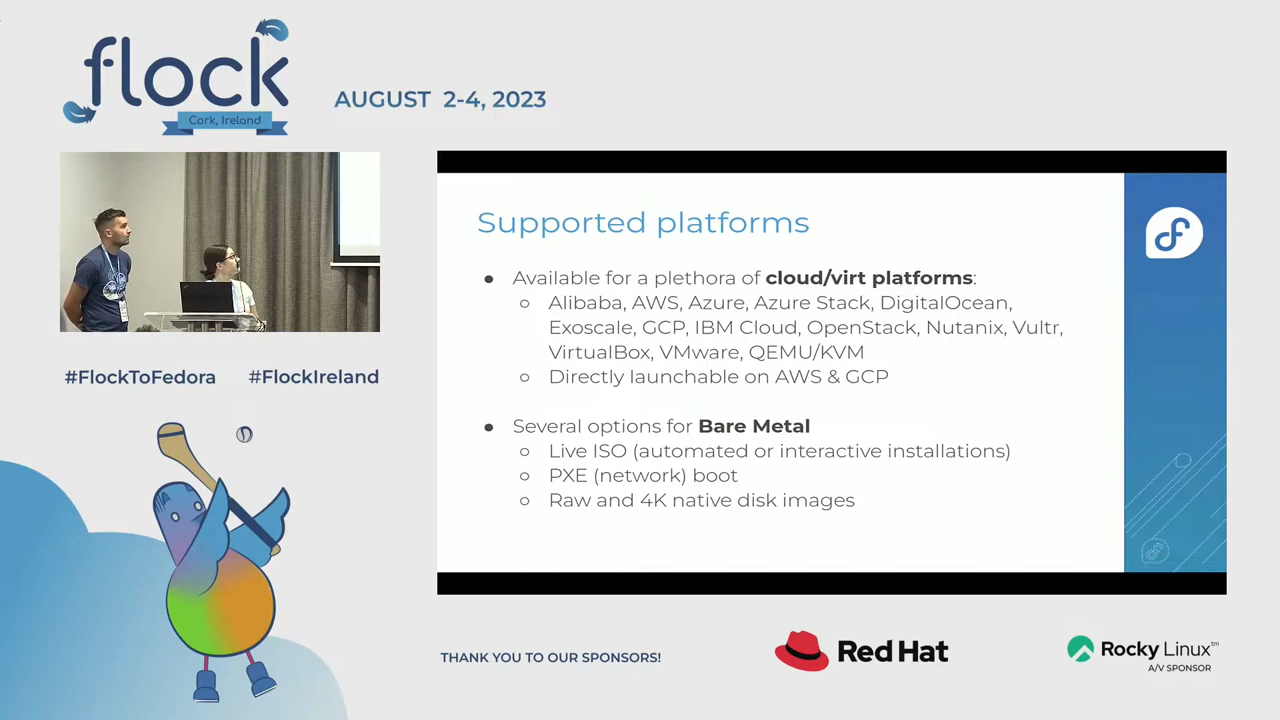 flock
Cork, Ireland
AUGUST 2-4, 2023
#FlockToFedora #FlockIreland
Supported platforms
● Available for a plethora of cloud/virt platforms:
○ Alibaba, AWS, Azure, Azure Stack, DigitalOcean,
Exoscale, GCP, IBM Cloud, OpenStack, Nutanix, Vultr,
VirtualBox, VMware, QEMU/KVM
○ Directly launchable on AWS & GCP
● Several options for Bare Metal
○ Live ISO (automated or interactive installations)
○ PXE (network) boot
○ Raw and 4K native disk images
THANK YOU TO OUR SPONSORS!
Red Hat
Rocky Linux™
A/V SPONSOR